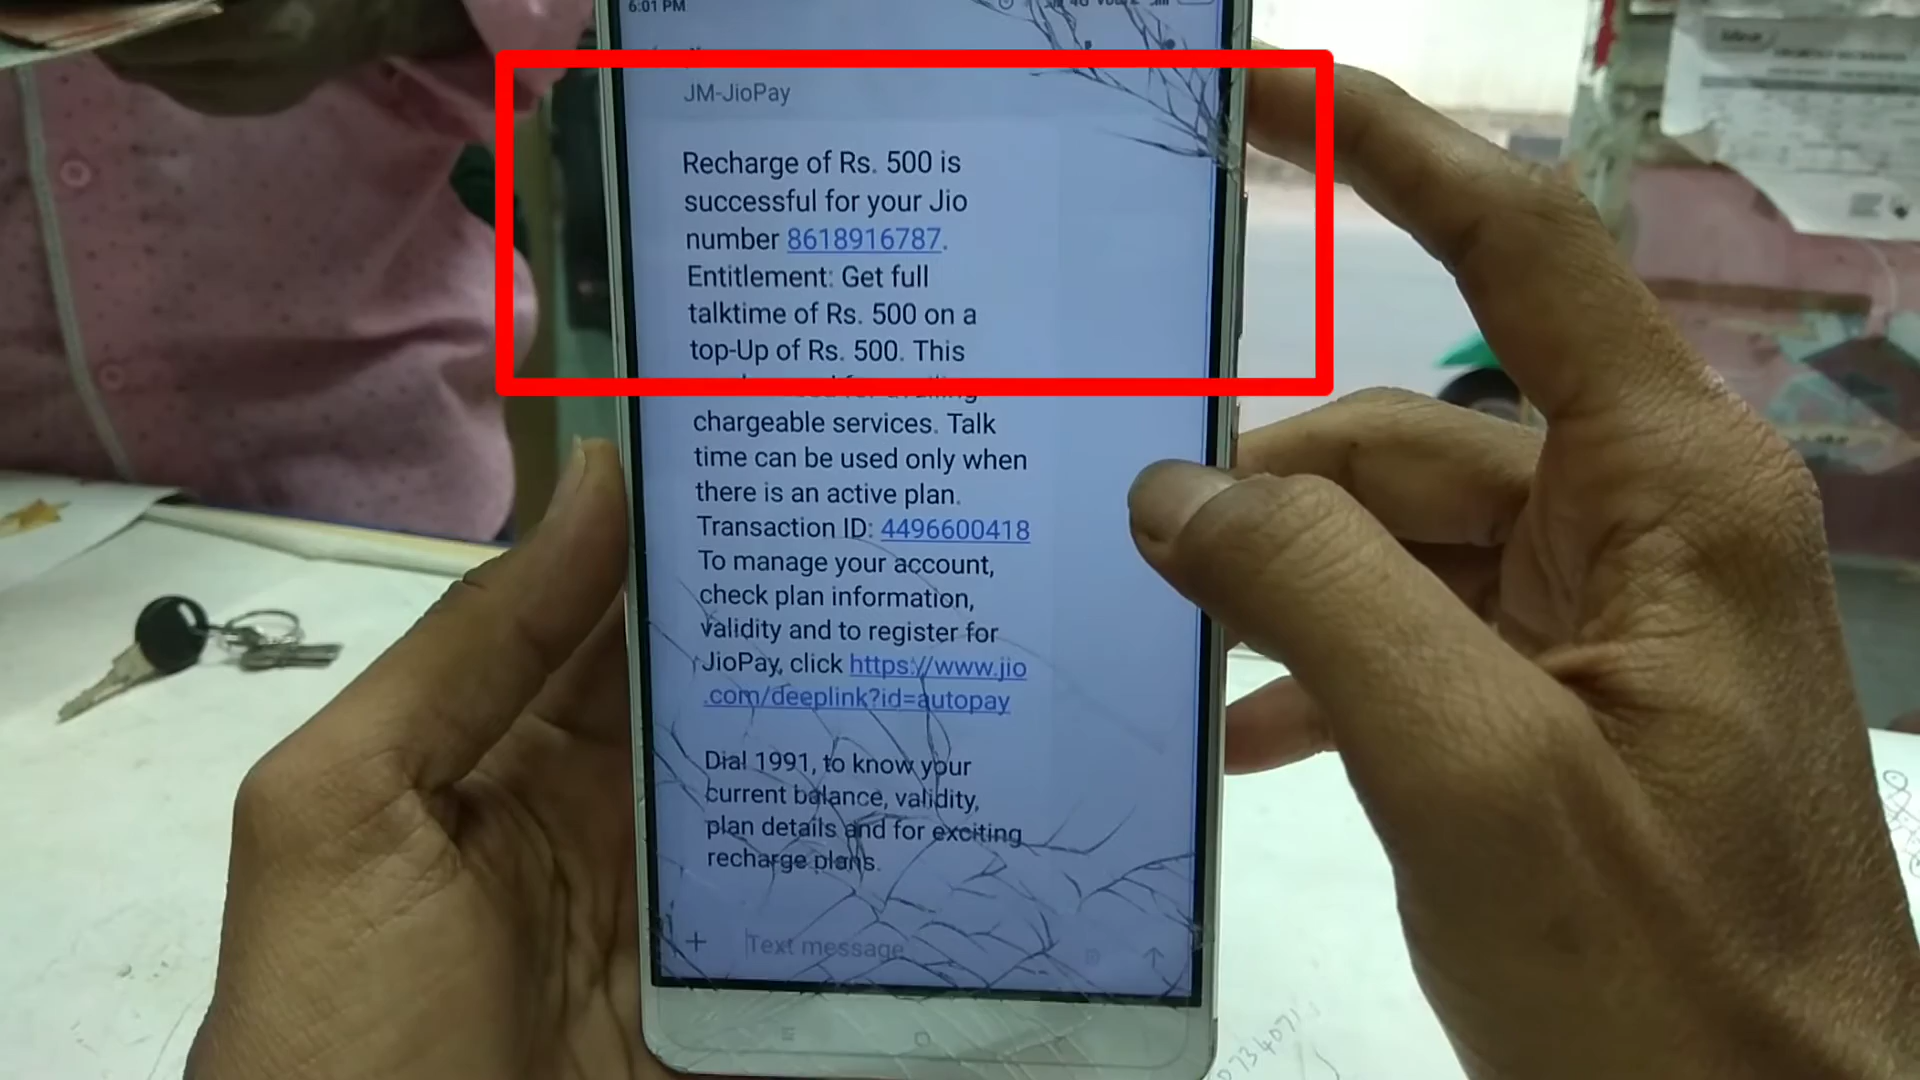 6:01 PM
JM-JioPay
Recharge of Rs. 500 is
successful for your Jio
number 8618916787.
Entitlement: Get full
talktime of Rs. 500 on a
top-Up of Rs. 500. This
chargeable services. Talk
time can be used only when
there is an active plan.
Transaction ID: 4496600418
To manage your account,
check plan information,
validity and to register for
JioPay, click https://www.jio
.com/deeplink?id=autopay
Dial 1991, to know your
current balance, validity,
plan details and for exciting
recharge plans.
Text message